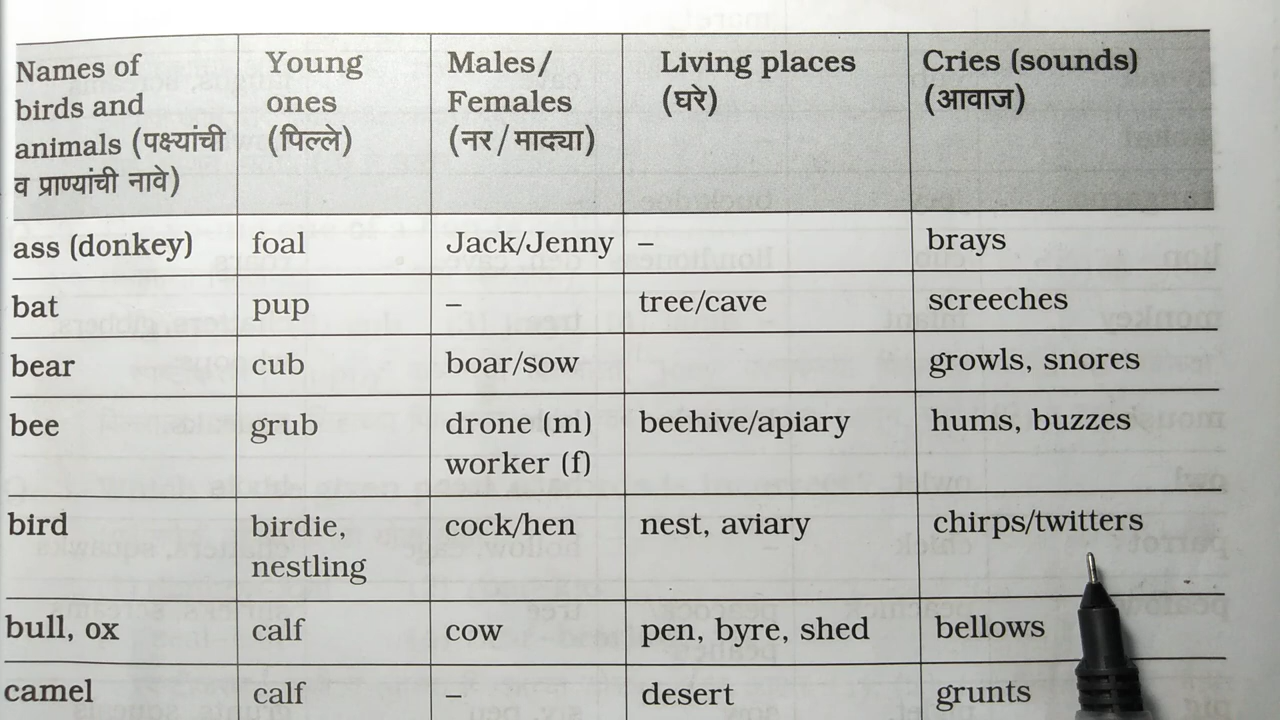 Names of birds and animals (पक्ष्यांची व प्राण्यांची नावे) Young ones (पिल्ले) Males/ Females (नर/माद्या) Living places (घरे) Cries (sounds) (आवाज)
ass (donkey) foal Jack/Jenny – brays
bat pup – tree/cave screeches
bear cub boar/sow growls, snores
bee grub drone (m) worker (f) beehive/apiary hums, buzzes
bird birdie, nestling cock/hen nest, aviary chirps/twitters
bull, ox calf cow pen, byre, shed bellows
camel calf – desert grunts